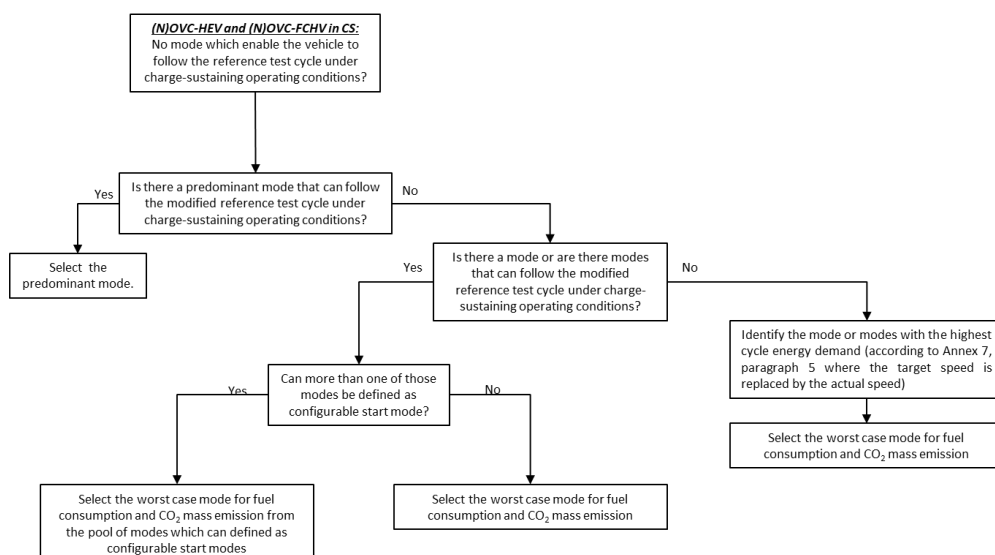 (N)OVC-HEV and (N)OVC-FCHV in CS:
No mode which enable the vehicle to
follow the reference test cycle under
charge-sustaining operating conditions?
Yes
Is there a predominant mode that can follow
the modified reference test cycle under
charge-sustaining operating conditions?
No
Select the
predominant mode.
Yes
Is there a mode or are there modes
that can follow the modified
reference test cycle under charge-
sustaining operating conditions?
No
Identify the mode or modes with the highest
cycle energy demand (according to Annex 7,
paragraph 5 where the target speed is
replaced by the actual speed)
Yes
Can more than one of those
modes be defined as
configurable start mode?
No
Select the worst case mode for fuel
consumption and CO₂ mass emission
Select the worst case mode for fuel
consumption and CO₂ mass emission from
the pool of modes which can defined as
configurable start modes
Select the worst case mode for fuel
consumption and CO₂ mass emission